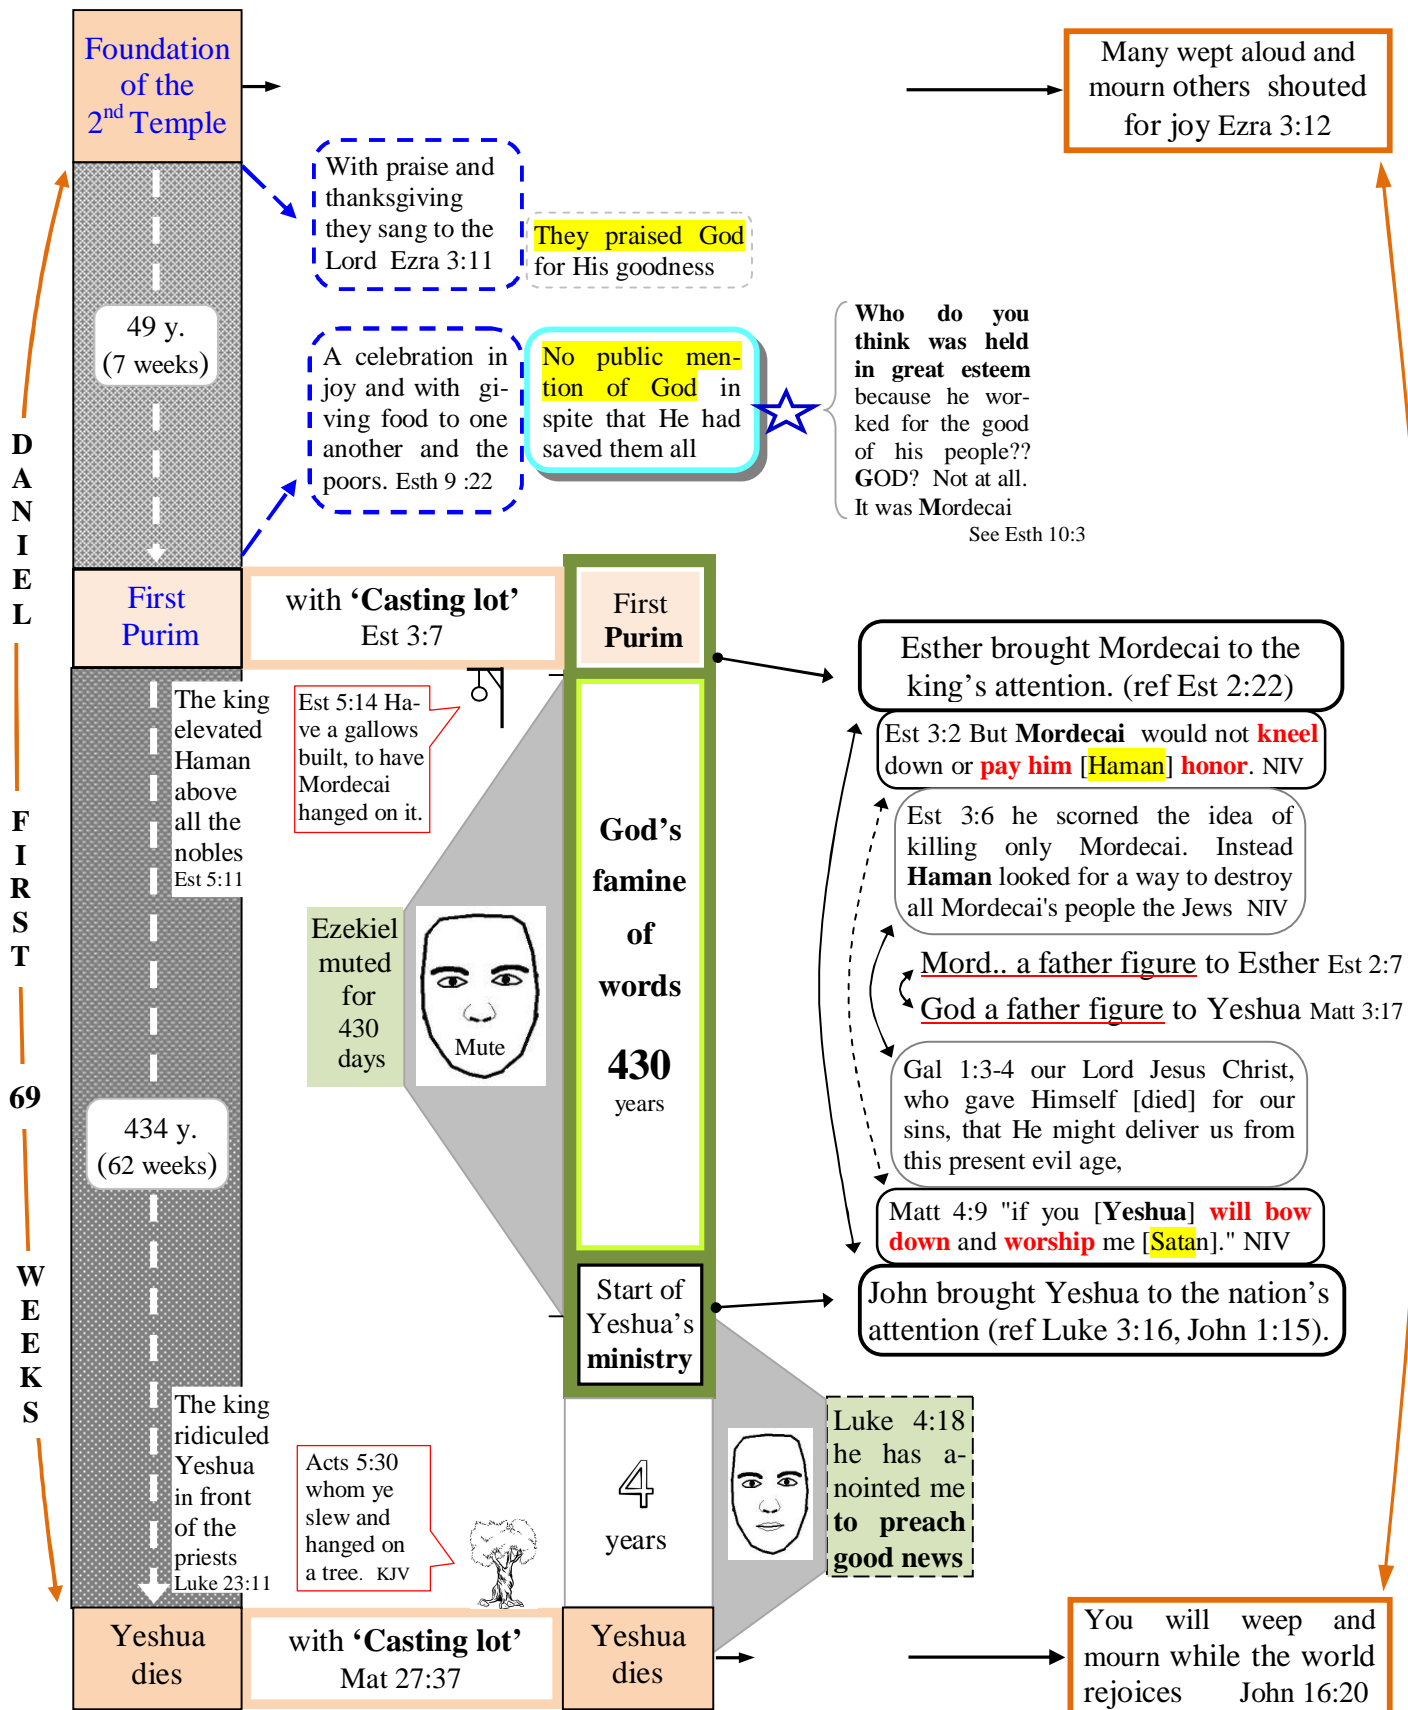 Foundation
of the
2nd Temple
Many wept aloud and
mourn others shouted
for joy Ezra 3:12
With praise and
thanksgiving
they sang to the
Lord Ezra 3:11
They praised God
for His goodness
49 y.
(7 weeks)
A celebration in
joy and with gi-
ving food to one
another and the
poors. Esth 9 :22
No public men-
tion of God in
spite that He had
saved them all
Who do you
think was held
in great esteem
because he wor-
ked for the good
of his people??
GOD? Not at all.
It was Mordecai
See Esth 10:3
DANIEL FIRST 69 WEEKS
First
Purim
with ‘Casting lot’
Est 3:7
First
Purim
The king
elevated
Haman
above
all the
nobles
Est 5:11
Est 5:14 Ha-
ve a gallows
built, to have
Mordecai
hanged on it.
Esther brought Mordecai to the
king’s attention. (ref Est 2:22)
Est 3:2 But Mordecai would not kneel
down or pay him [Haman] honor. NIV
Est 3:6 he scorned the idea of
killing only Mordecai. Instead
Haman looked for a way to destroy
all Mordecai's people the Jews NIV
God’s
famine
of
words
430
years
Ezekiel
muted
for
430
days
Mute
Mord.. a father figure to Esther Est 2:7
God a father figure to Yeshua Matt 3:17
Gal 1:3-4 our Lord Jesus Christ,
who gave Himself [died] for our
sins, that He might deliver us from
this present evil age,
434 y.
(62 weeks)
Matt 4:9 "if you [Yeshua] will bow
down and worship me [Satan]." NIV
Start of
Yeshua’s
ministry
John brought Yeshua to the nation’s
attention (ref Luke 3:16, John 1:15).
The king
ridiculed
Yeshua
in front
of the
priests
Luke 23:11
Acts 5:30
whom ye
slew and
hanged on
a tree. KJV
4
years
Luke 4:18
he has a-
nointed me
to preach
good news
Yeshua
dies
with ‘Casting lot’
Mat 27:37
Yeshua
dies
You will weep and
mourn while the world
rejoices John 16:20